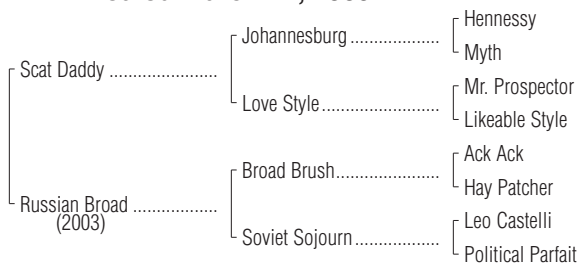 Hennessy
Johannesburg ....................
Myth
Scat Daddy ........................
Mr. Prospector
Love Style ..........................
Likeable Style
Ack Ack
Broad Brush.......................
Hay Patcher
Russian Broad ...................
(2003)
Leo Castelli
Soviet Sojourn ...................
Political Parfait